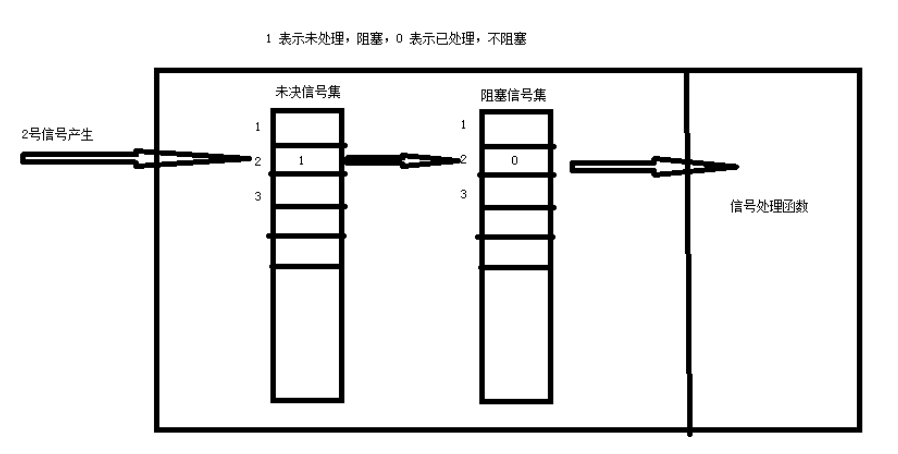 1 表示未处理，阻塞，0 表示已处理，不阻塞
未决信号集
阻塞信号集
2号信号产生
1
2
3
1
1
2
3
0
信号处理函数